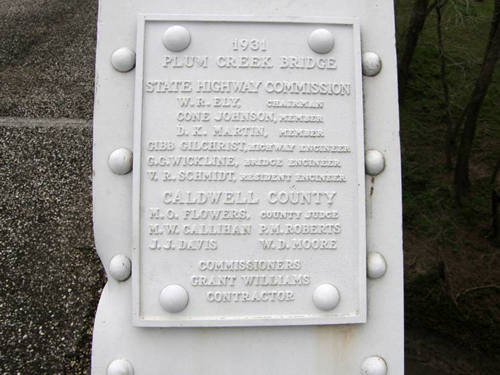 1931
PLUM CREEK BRIDGE
STATE HIGHWAY COMMISSION
W. R. ELY, CHAIRMAN
CONE JOHNSON, MEMBER
D. K. MARTIN, MEMBER
GIBB GILCHRIST, HIGHWAY ENGINEER
G.G. WICKLINE, BRIDGE ENGINEER
V. R. SCHMIDT, RESIDENT ENGINEER
CALDWELL COUNTY
M. O. FLOWERS, COUNTY JUDGE
M. W. CALLIHAN P. M. ROBERTS
J. J. DAVIS W. D. MOORE
COMMISSIONERS
GRANT WILLIAMS
CONTRACTOR